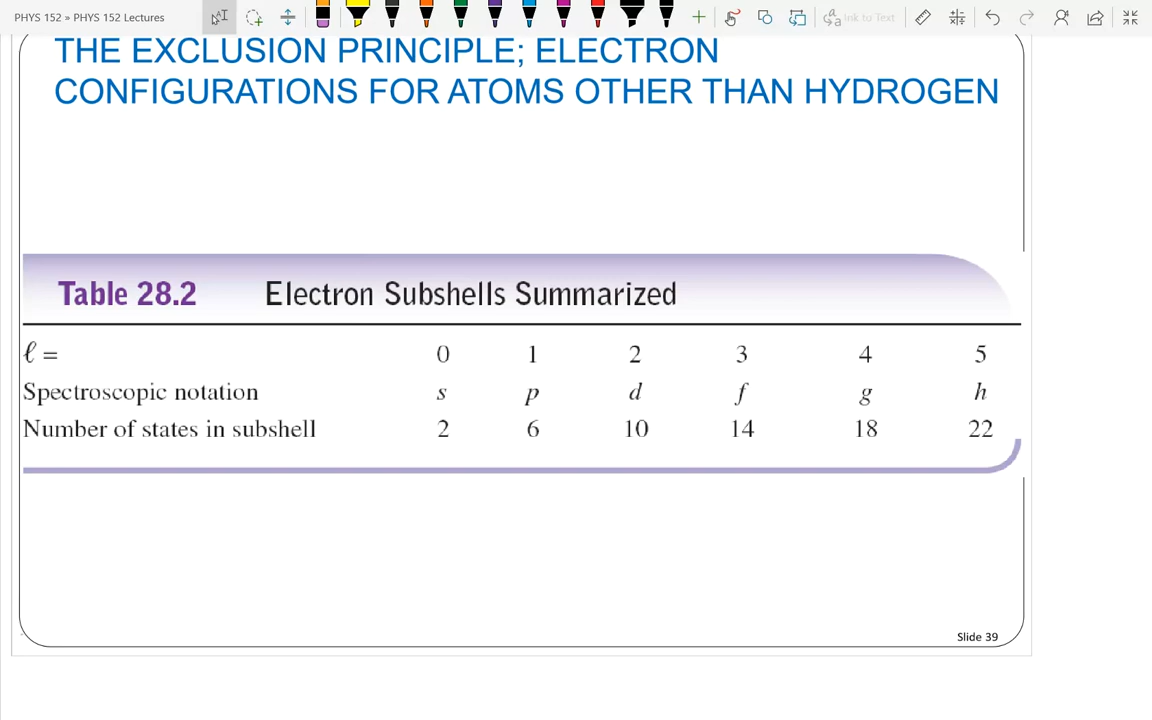 PHYS 152 » PHYS 152 Lectures
Ink to Text
THE EXCLUSION PRINCIPLE; ELECTRON
CONFIGURATIONS FOR ATOMS OTHER THAN HYDROGEN
Table 28.2 Electron Subshells Summarized
ℓ = 0 1 2 3 4 5
Spectroscopic notation s p d f g h
Number of states in subshell 2 6 10 14 18 22
Slide 39